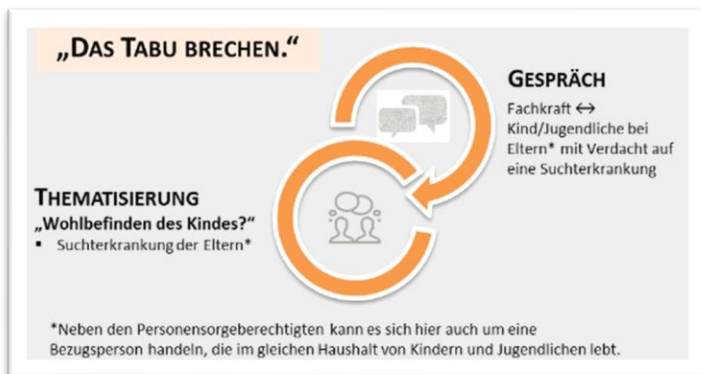 „DAS TABU BRECHEN.“
GESPRÄCH
Fachkraft ↔
Kind/Jugendliche bei
Eltern* mit Verdacht auf
eine Suchterkrankung
THEMATISIERUNG
„Wohlbefinden des Kindes?“
▪ Suchterkrankung der Eltern*
*Neben den Personensorgeberechtigten kann es sich hier auch um eine
Bezugsperson handeln, die im gleichen Haushalt von Kindern und Jugendlichen lebt.